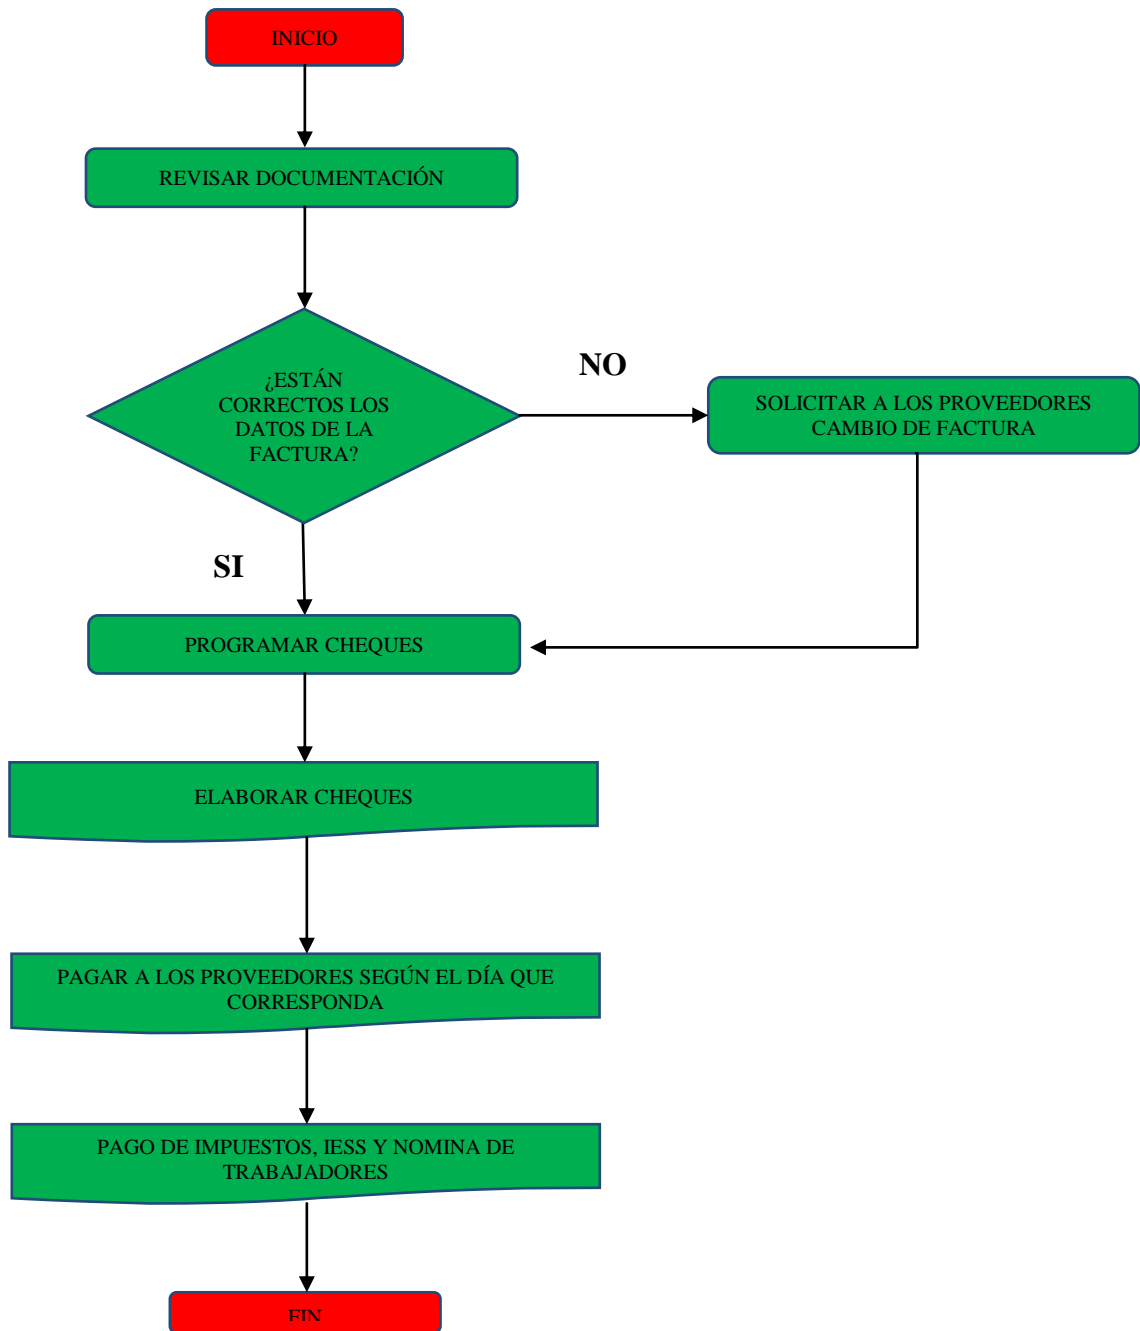 INICIO
REVISAR DOCUMENTACIÓN
¿ESTÁN
CORRECTOS LOS
DATOS DE LA
FACTURA?
NO
SOLICITAR A LOS PROVEEDORES
CAMBIO DE FACTURA
SI
PROGRAMAR CHEQUES
ELABORAR CHEQUES
PAGAR A LOS PROVEEDORES SEGÚN EL DÍA QUE
CORRESPONDA
PAGO DE IMPUESTOS, IESS Y NOMINA DE
TRABAJADORES
FIN